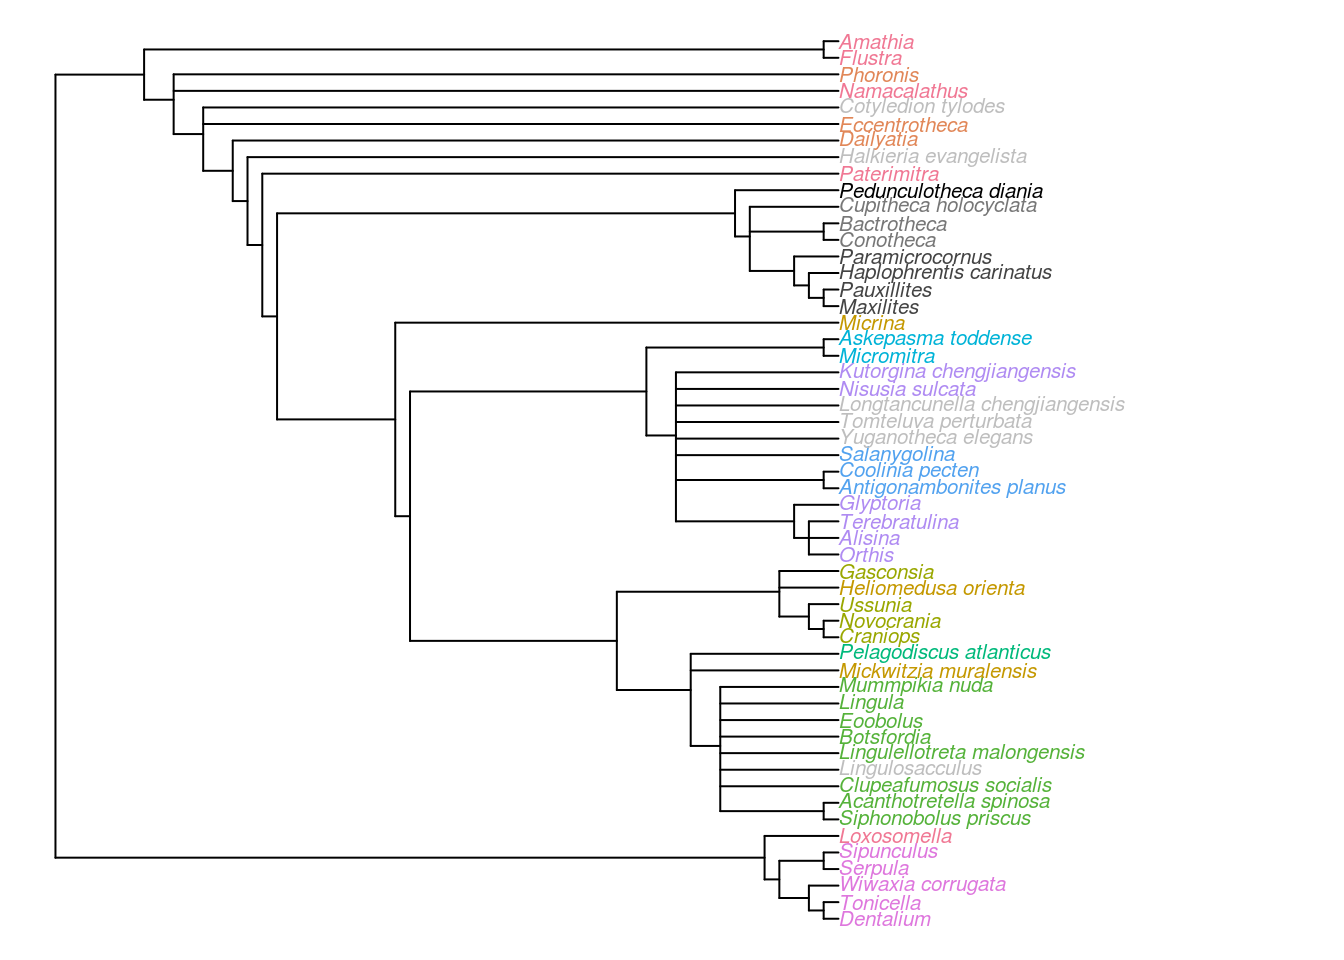 Amathia
Flustra
Phoronis
Namacalathus
Cotyledion tylodes
Eccentrotheca
Dailyatia
Halkieria evangelista
Paterimitra
Pedunculotheca diania
Cupitheca holocyclata
Bactrotheca
Conotheca
Paramicrocornus
Haplophrentis carinatus
Pauxillites
Maxilites
Micrina
Askepasma toddense
Micromitra
Kutorgina chengjiangensis
Nisusia sulcata
Longtancunella chengjiangensis
Tomteluva perturbata
Yuganotheca elegans
Salanygolina
Coolinia pecten
Antigonambonites planus
Glyptoria
Terebratulina
Alisina
Orthis
Gasconsia
Heliomedusa orienta
Ussunia
Novocrania
Craniops
Pelagodiscus atlanticus
Mickwitzia muralensis
Mummpikia nuda
Lingula
Eoobolus
Botsfordia
Lingulellotreta malongensis
Lingulosacculus
Clupeafumosus socialis
Acanthotretella spinosa
Siphonobolus priscus
Loxosomella
Sipunculus
Serpula
Wiwaxia corrugata
Tonicella
Dentalium